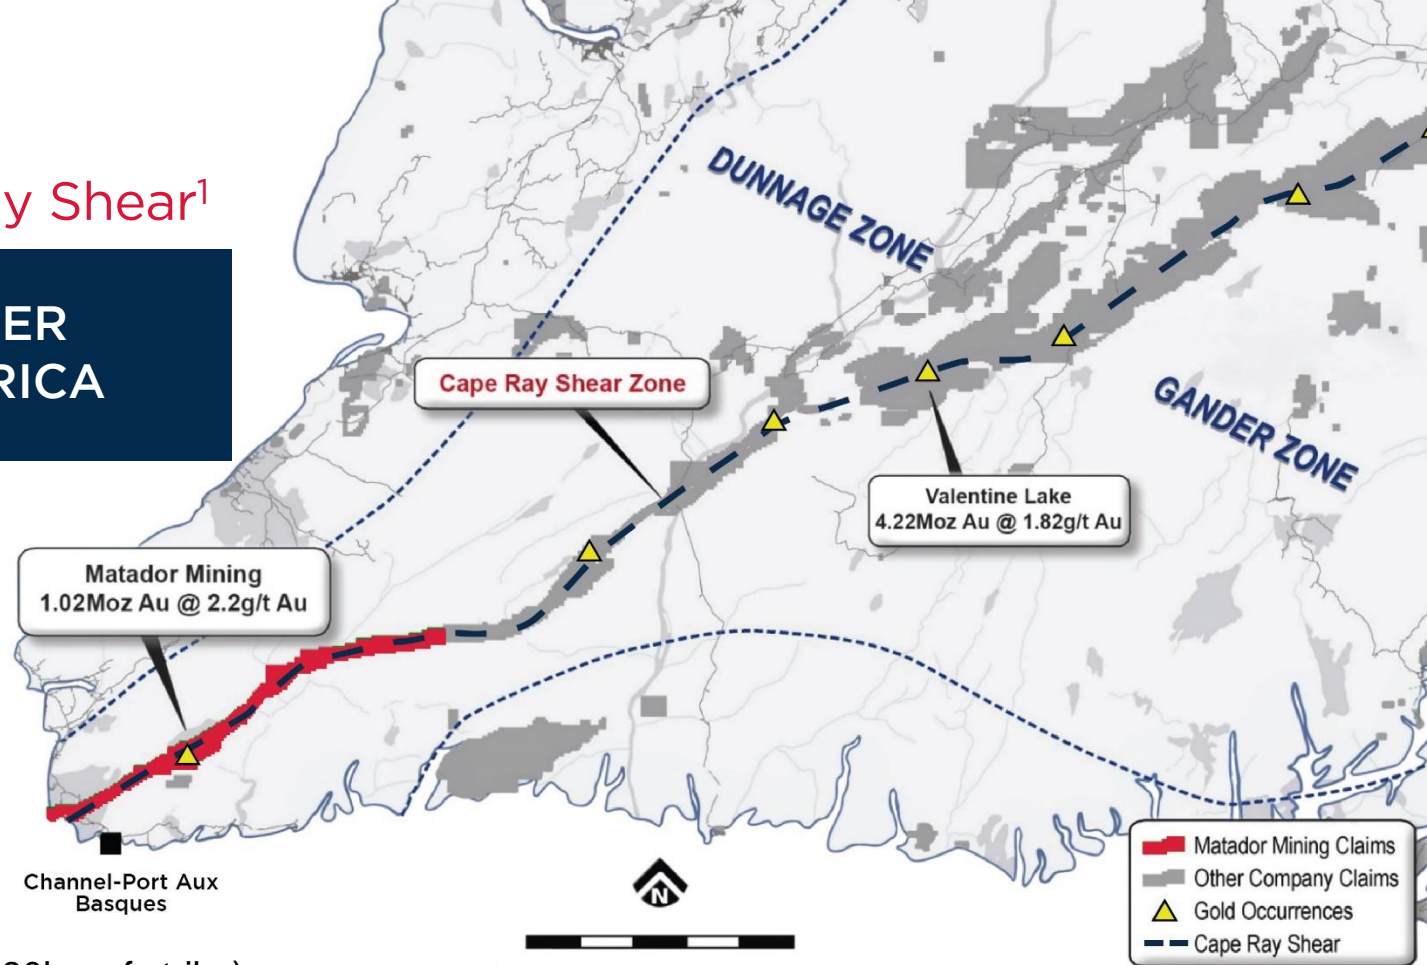 y Shear¹
ER
RICA
DUNNAGE ZONE
GANDER ZONE
Cape Ray Shear Zone
Valentine Lake
4.22Moz Au @ 1.82g/t Au
Matador Mining
1.02Moz Au @ 2.2g/t Au
Channel-Port Aux
Basques
N
Matador Mining Claims
Other Company Claims
Gold Occurrences
Cape Ray Shear